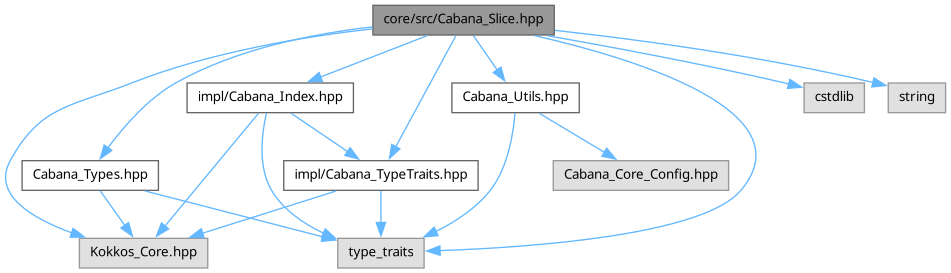 core/src/Cabana_Slice.hpp
impl/Cabana_Index.hpp
Cabana_Utils.hpp
cstdlib
string
Cabana_Types.hpp
impl/Cabana_TypeTraits.hpp
Cabana_Core_Config.hpp
Kokkos_Core.hpp
type_traits